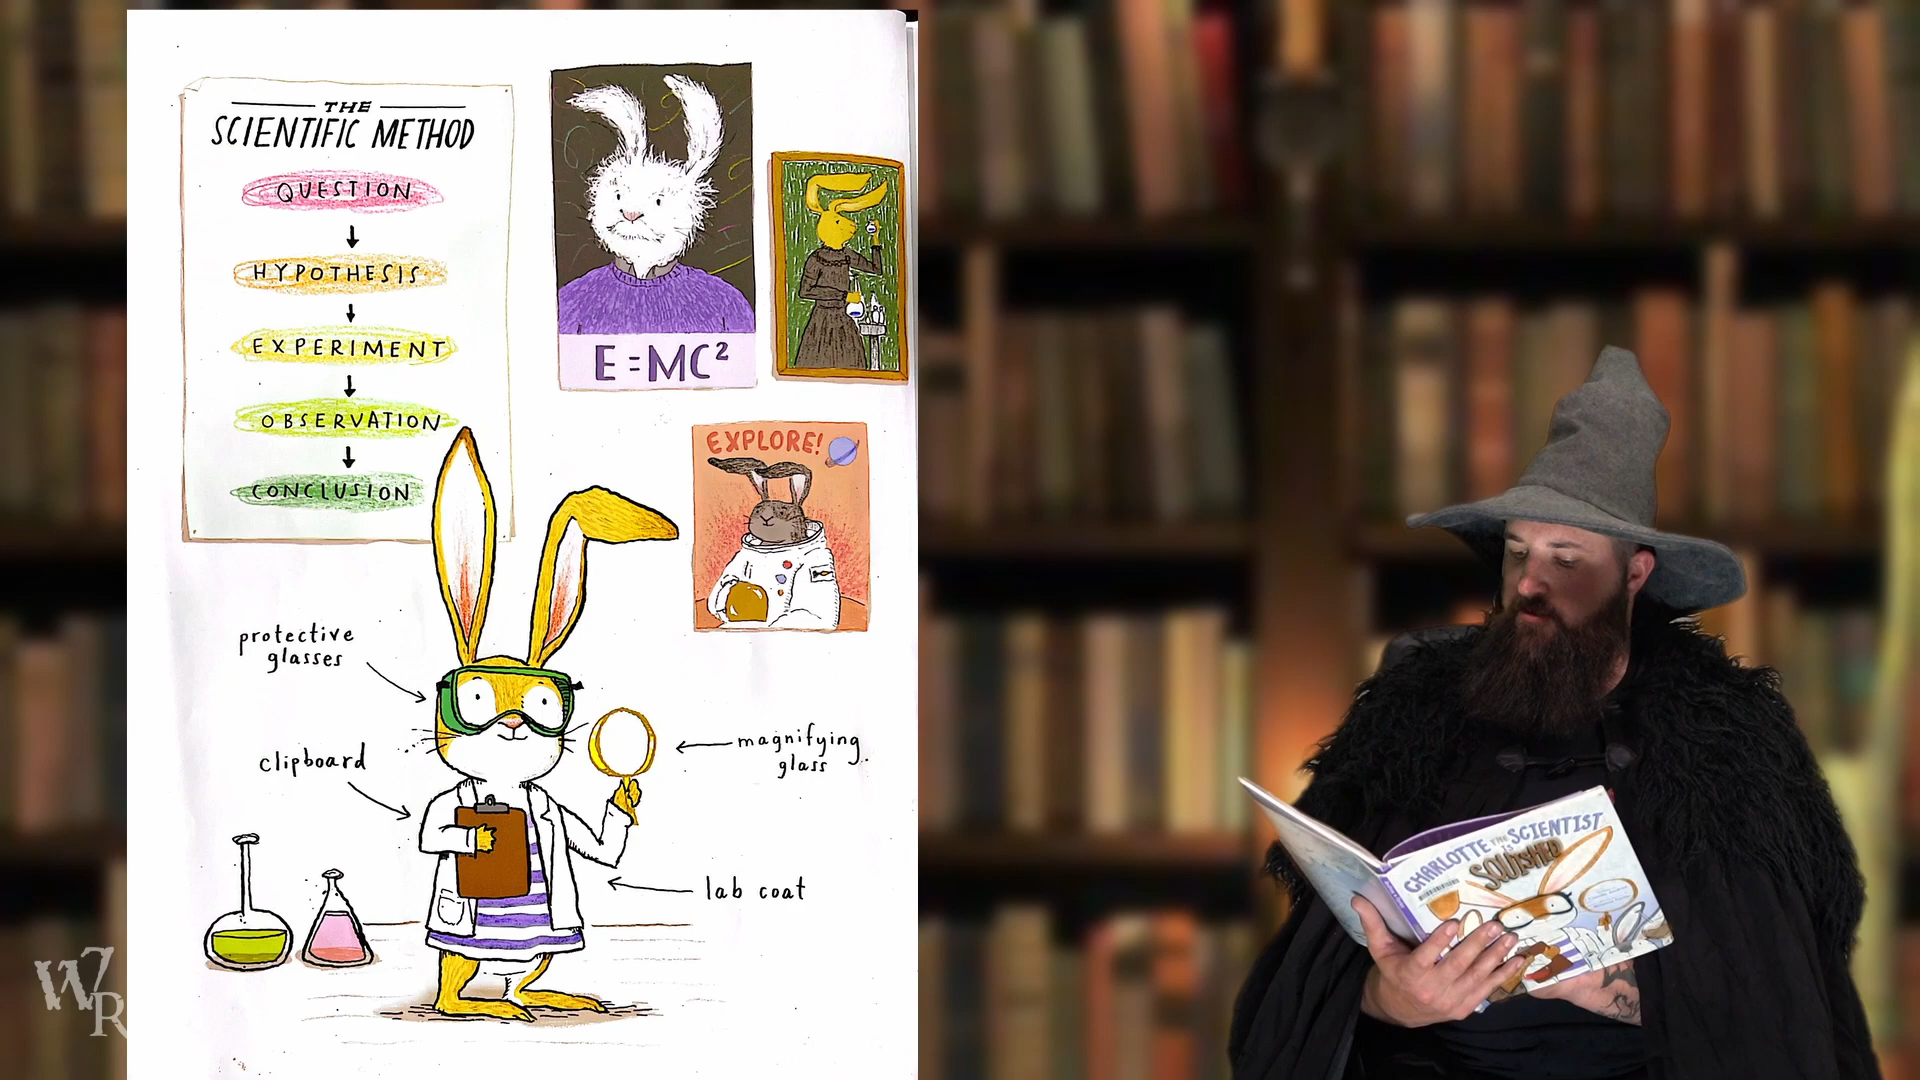 THE
SCIENTIFIC METHOD
QUESTION
HYPOTHESIS
EXPERIMENT
OBSERVATION
CONCLUSION
E=MC²
EXPLORE!
protective
glasses
clipboard
magnifying
glass
lab coat
CHARLOTTE THE SCIENTIST
IS
SQUISHED
W
R